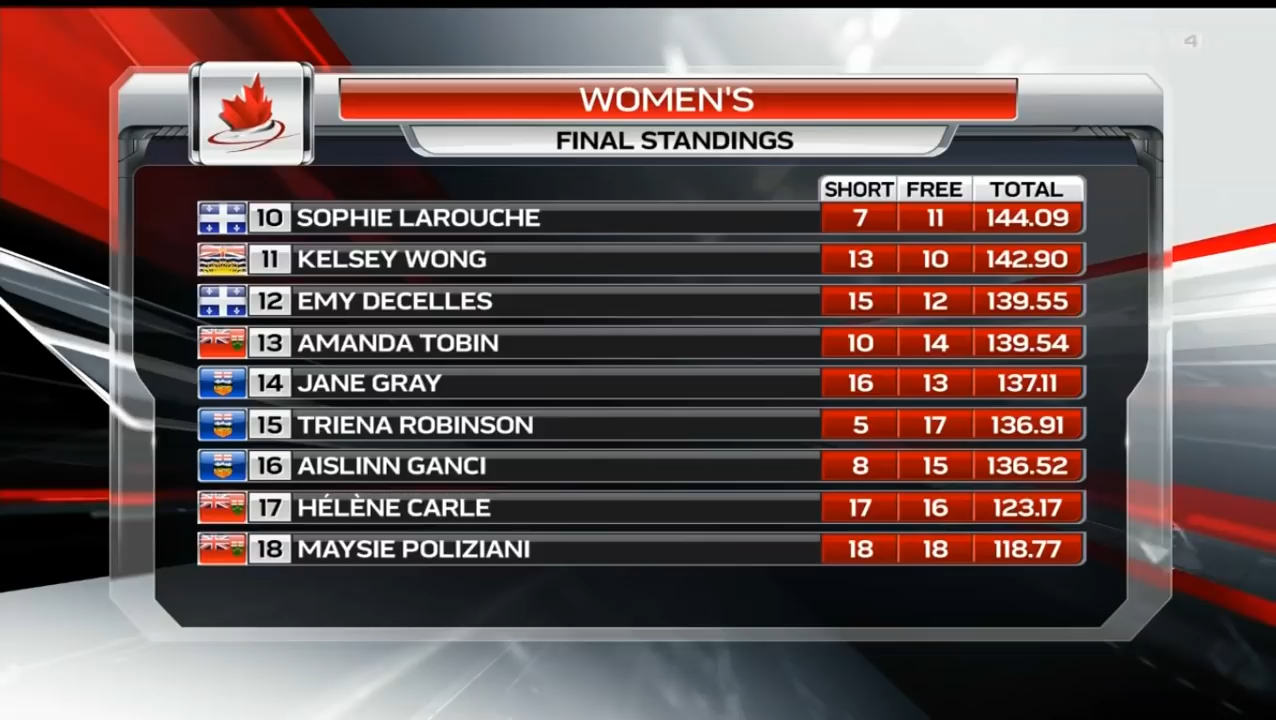 4
WOMEN'S
FINAL STANDINGS
SHORT FREE TOTAL
10 SOPHIE LAROUCHE 7 11 144.09
11 KELSEY WONG 13 10 142.90
12 EMY DECELLES 15 12 139.55
13 AMANDA TOBIN 10 14 139.54
14 JANE GRAY 16 13 137.11
15 TRIENA ROBINSON 5 17 136.91
16 AISLINN GANCI 8 15 136.52
17 HÉLÈNE CARLE 17 16 123.17
18 MAYSIE POLIZIANI 18 18 118.77